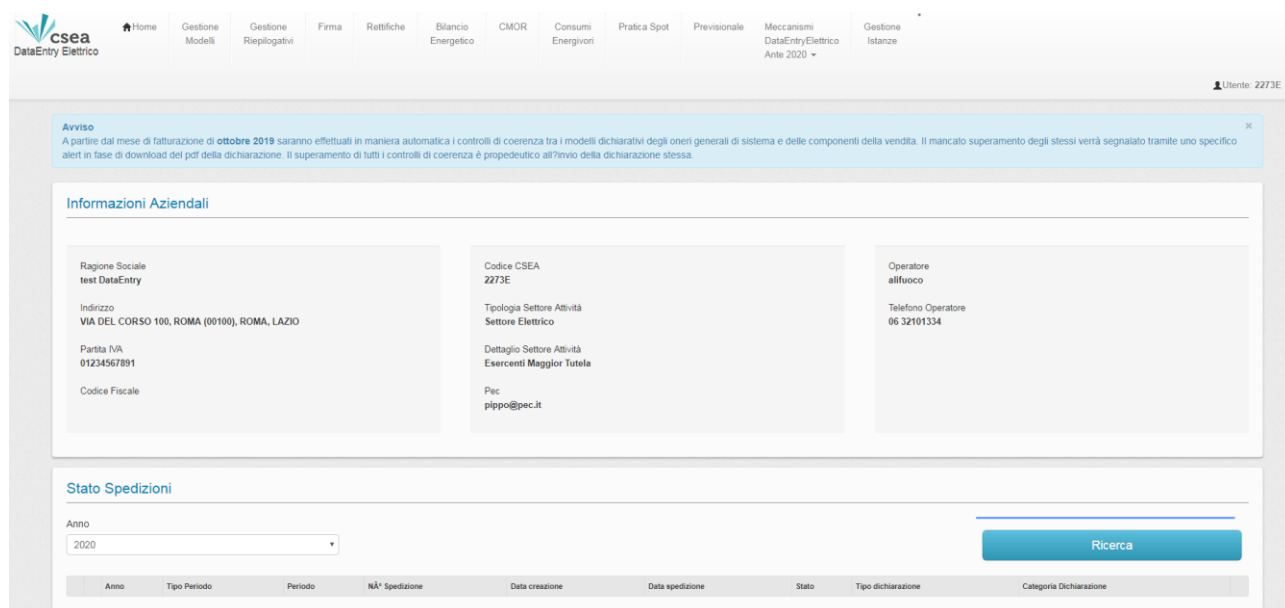 csea
DataEntry Elettrico
Home
Gestione
Modelli
Gestione
Riepilogativi
Firma
Rettifiche
Bilancio
Energetico
CMOR
Consumi
Energivori
Pratica Spot
Previsionale
Meccanismi
DataEntryElettrico
Ante 2020
Gestione
Istanze
Utente: 2273E
Avviso
A partire dal mese di fatturazione di ottobre 2019 saranno effettuati in maniera automatica i controlli di coerenza tra i modelli dichiarativi degli oneri generali di sistema e delle componenti della vendita. Il mancato superamento degli stessi verrà segnalato tramite uno specifico
alert in fase di download del pdf della dichiarazione. Il superamento di tutti i controlli di coerenza è propedeutico all?invio della dichiarazione stessa.
×
Informazioni Aziendali
Ragione Sociale
test DataEntry
Indirizzo
VIA DEL CORSO 100, ROMA (00100), ROMA, LAZIO
Partita IVA
01234567891
Codice Fiscale
Codice CSEA
2273E
Tipologia Settore Attività
Settore Elettrico
Dettaglio Settore Attività
Esercenti Maggior Tutela
Pec
pippo@pec.it
Operatore
alifuoco
Telefono Operatore
06 32101334
Stato Spedizioni
Anno
2020
Ricerca
Anno Tipo Periodo Periodo NÂº Spedizione Data creazione Data spedizione Stato Tipo dichiarazione Categoria Dichiarazione